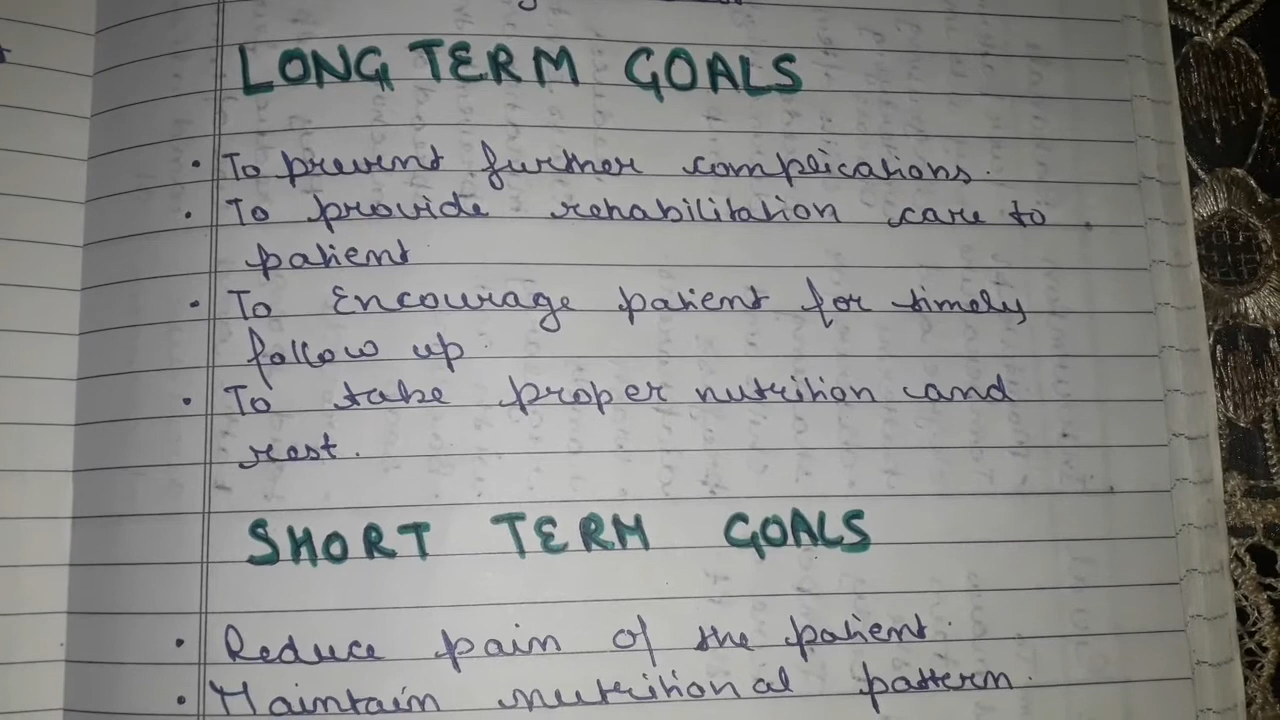 LONG TERM GOALS
• To prevent further complications.
• To provide rehabilitation care to
patient
• To Encourage patient for timely
follow up.
• To take proper nutrition and
rest.
SHORT TERM GOALS
• Reduce pain of the patient.
• Maintain nutritional pattern.